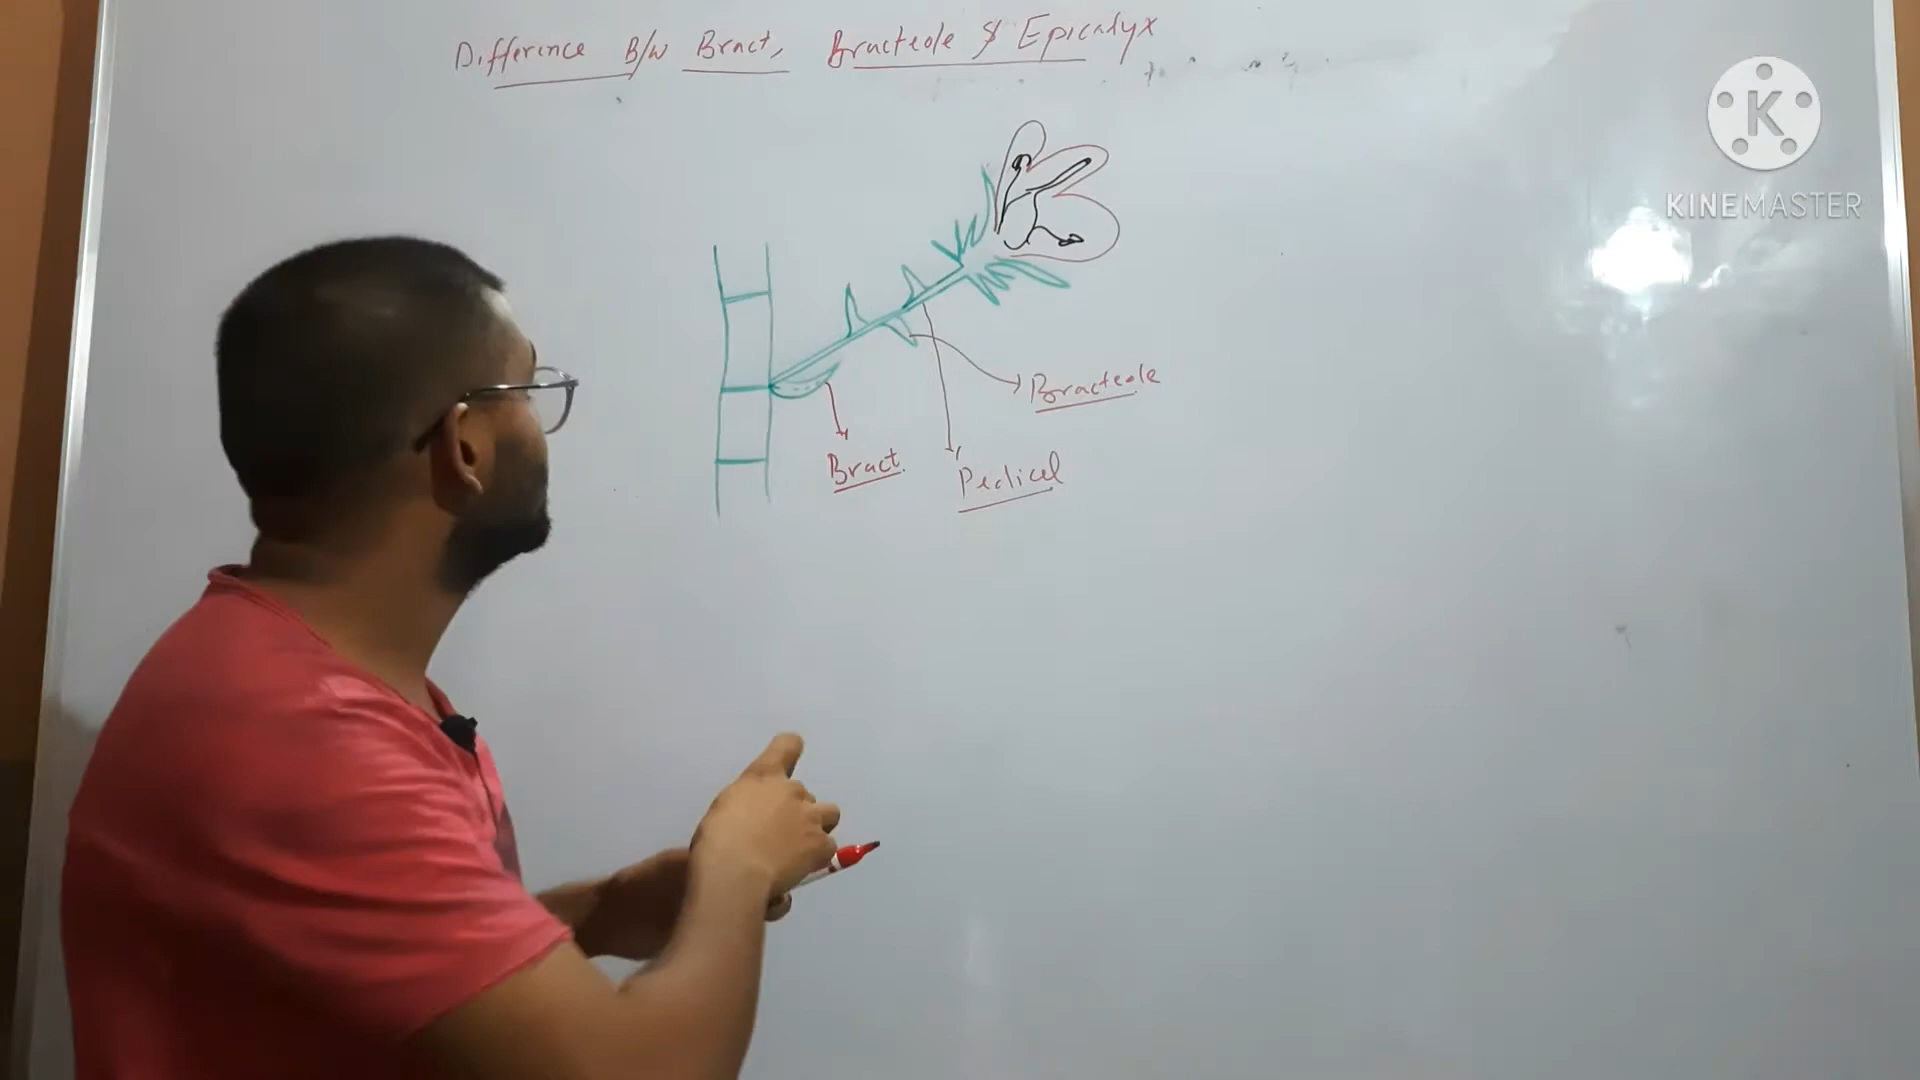 Difference B/w Bract, Bracteole & Epicalyx
K
KINEMASTER
Bracteole
Bract
Pedicel